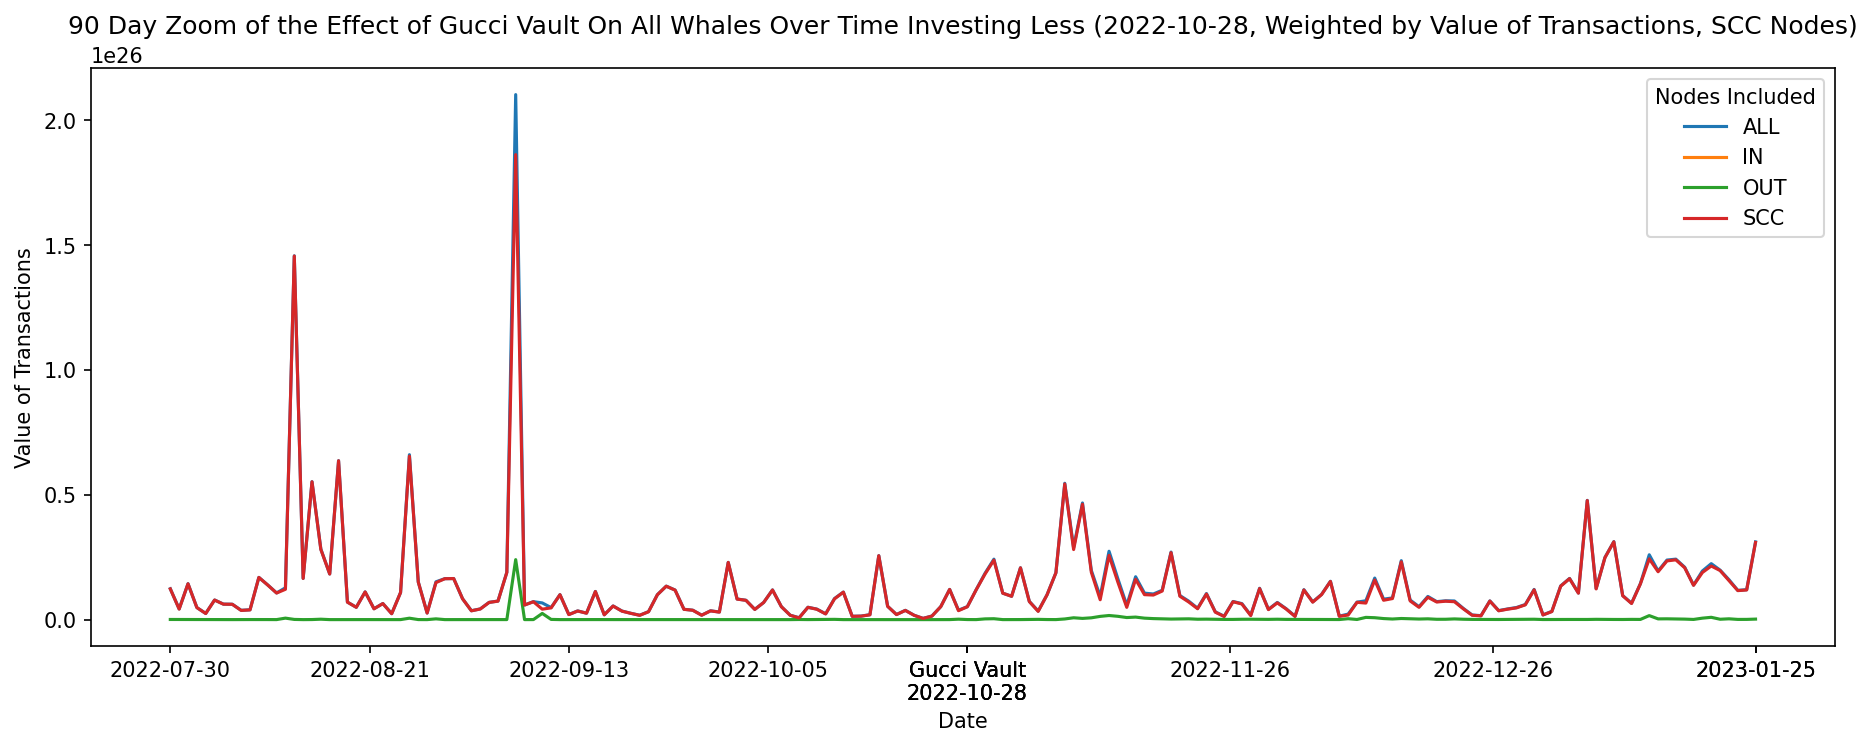 90 Day Zoom of the Effect of Gucci Vault On All Whales Over Time Investing Less (2022-10-28, Weighted by Value of Transactions, SCC Nodes)
1e26
2.0
1.5
1.0
0.5
0.0
Value of Transactions
Nodes Included
ALL
IN
OUT
SCC
2022-07-30
2022-08-21
2022-09-13
2022-10-05
Gucci Vault
2022-10-28
2022-11-26
2022-12-26
2023-01-25
Date